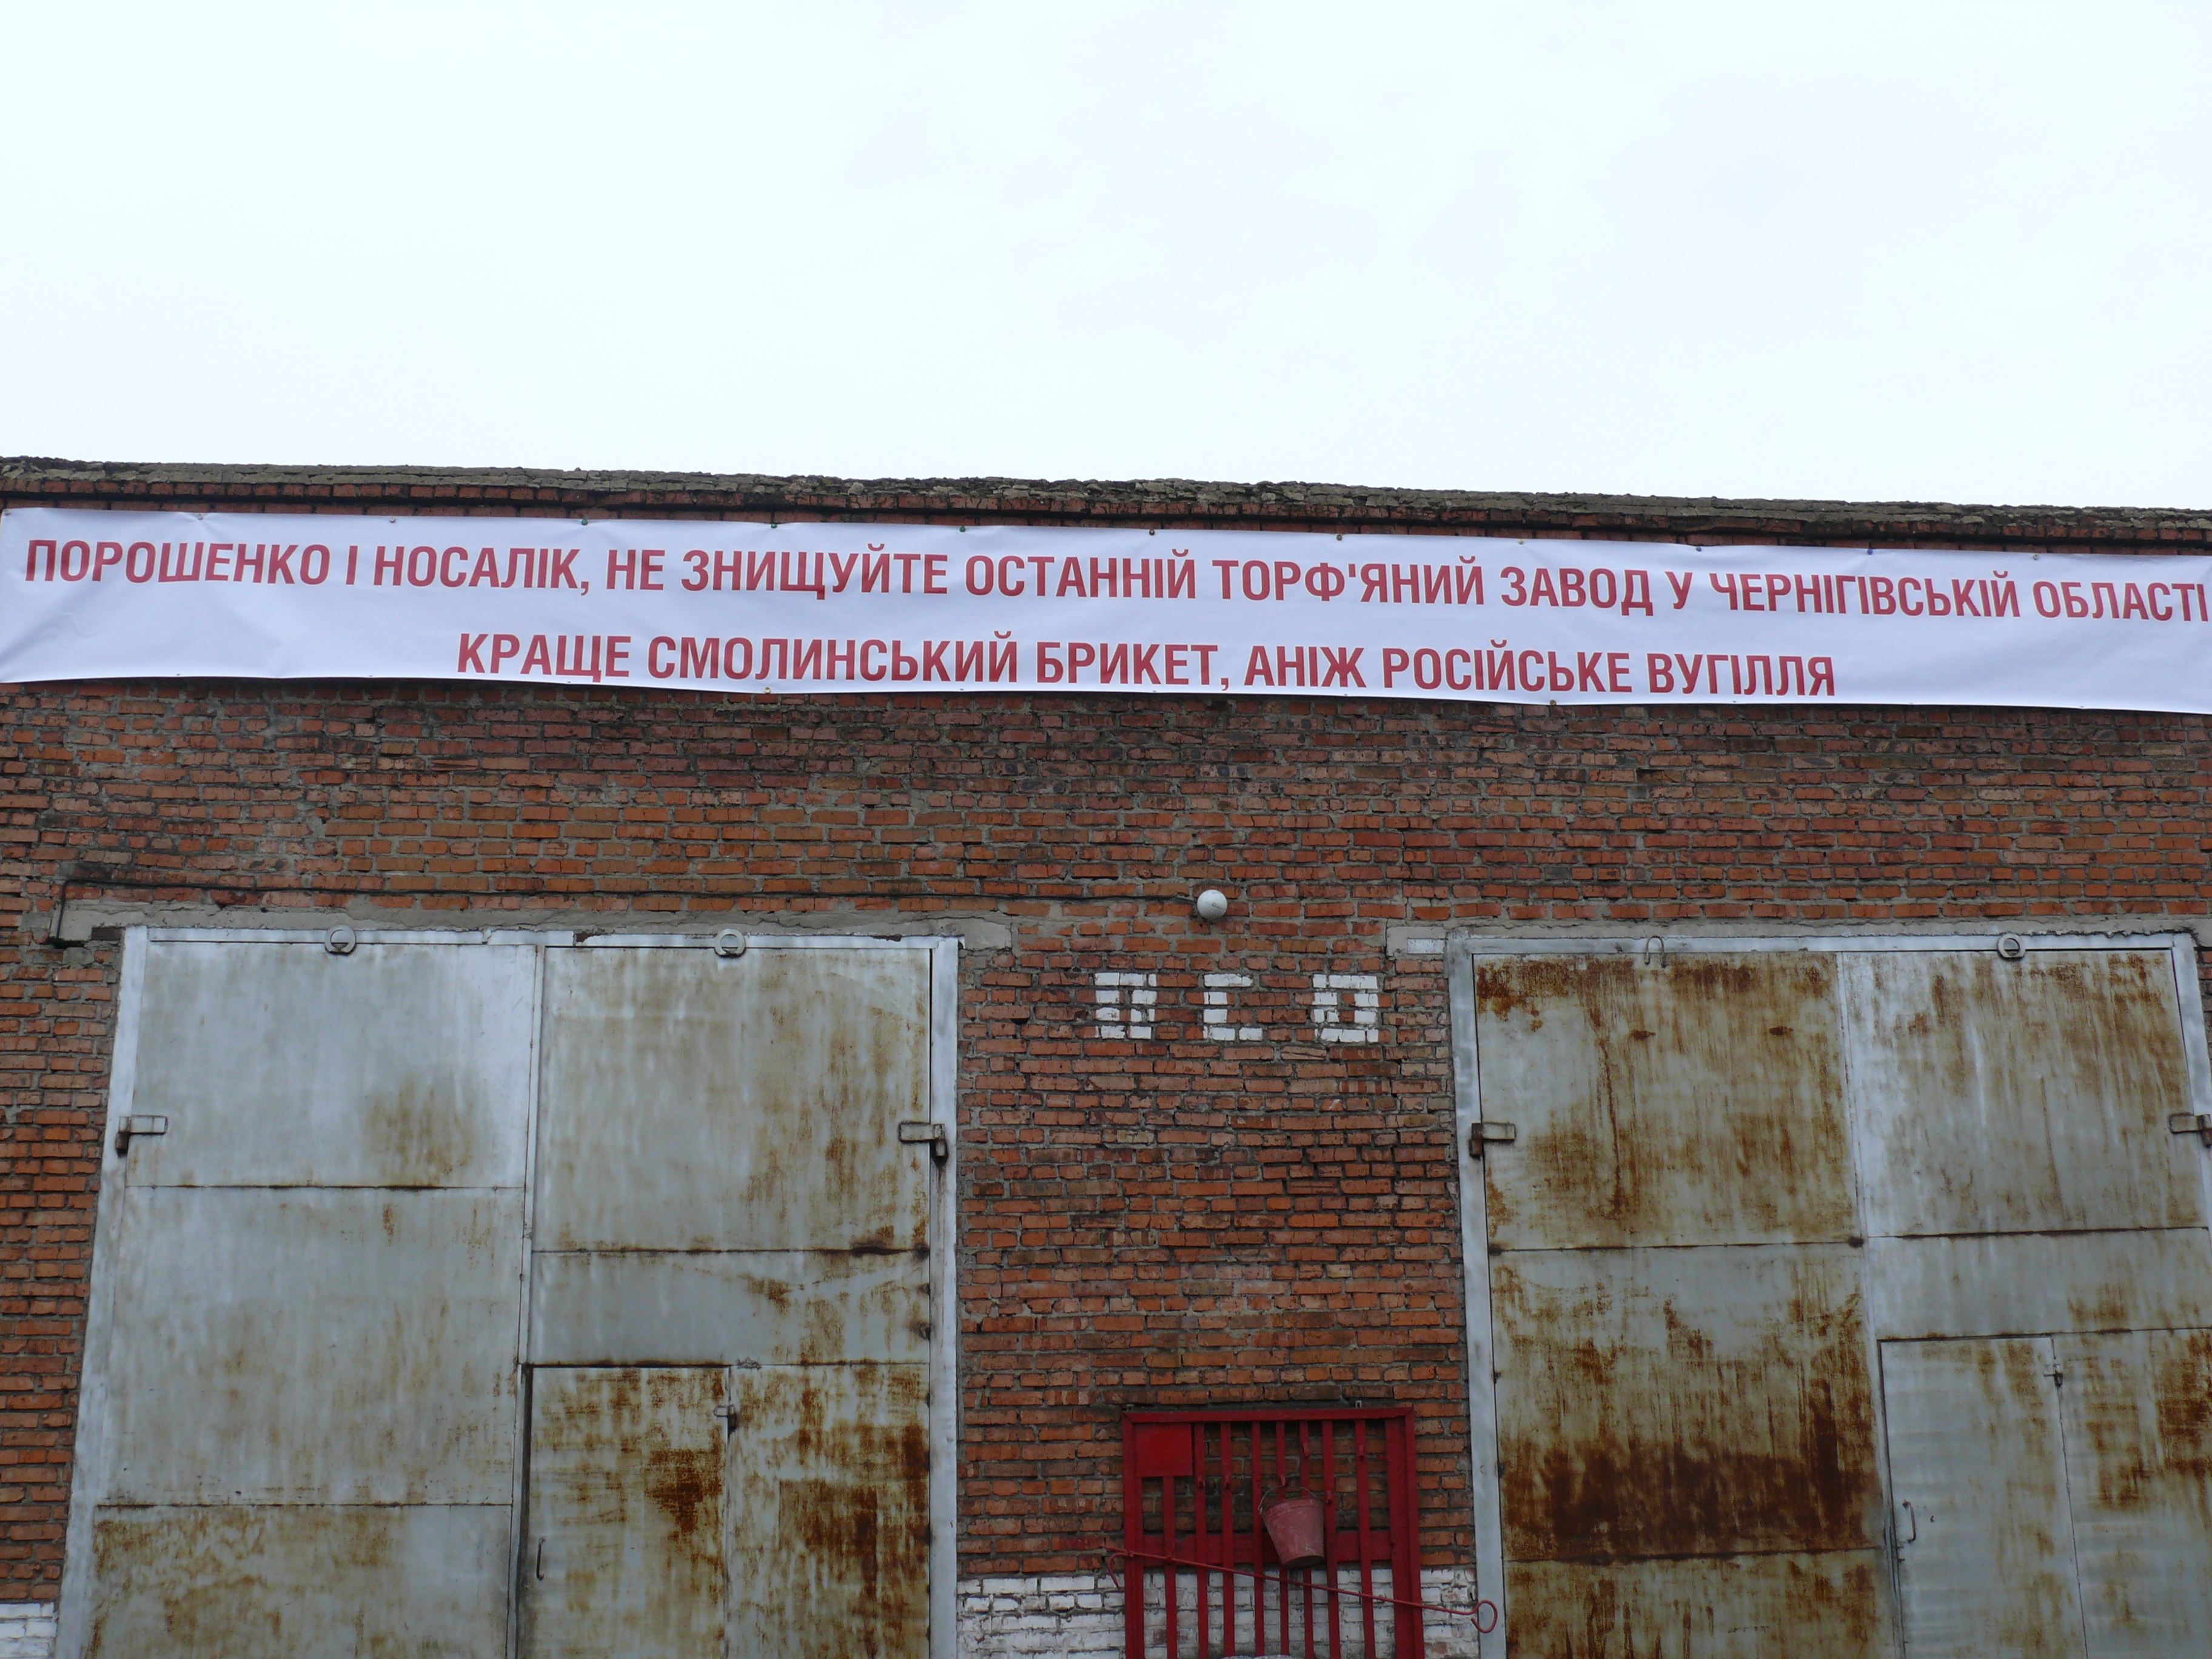 ПОРОШЕНКО І НОСАЛІК, НЕ ЗНИЩУЙТЕ ОСТАННІЙ ТОРФ'ЯНИЙ ЗАВОД У ЧЕРНІГІВСЬКІЙ ОБЛАСТІ
КРАЩЕ СМОЛИНСЬКИЙ БРИКЕТ, АНІЖ РОСІЙСЬКЕ ВУГІЛЛЯ